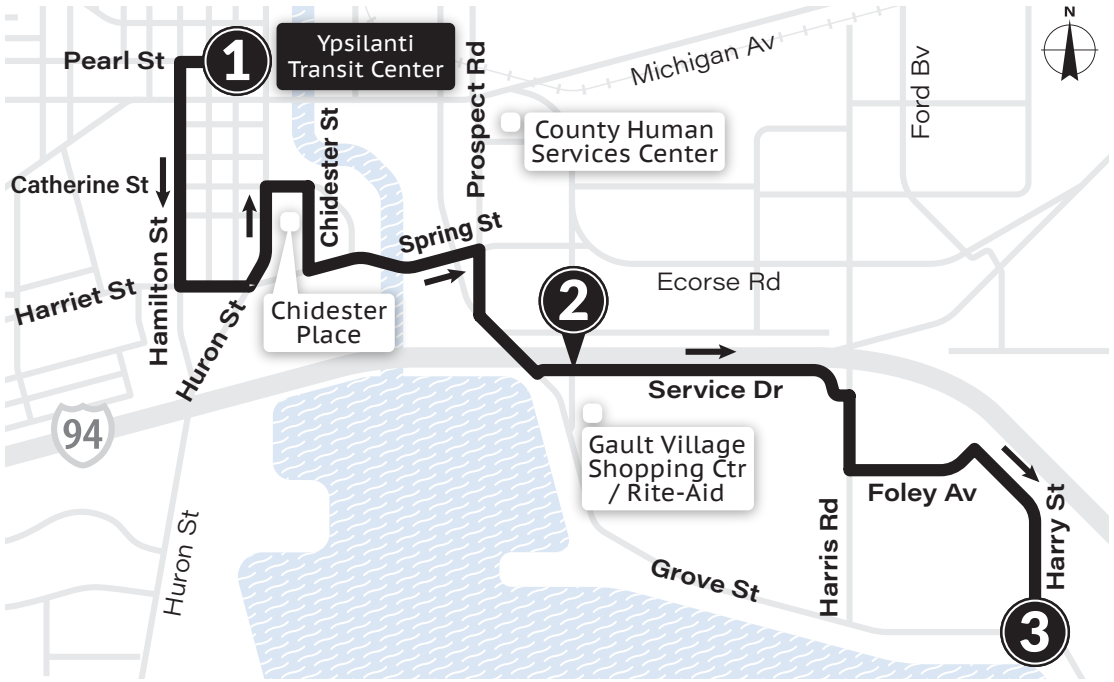 N
Pearl St
1
Ypsilanti
Transit Center
Prospect Rd
Michigan Av
Ford Bv
Chidester St
County Human
Services Center
Catherine St
Hamilton St
Spring St
Harriet St
Huron St
Chidester
Place
2
Ecorse Rd
Service Dr
94
Gault Village
Shopping Ctr
/ Rite-Aid
Foley Av
Harris Rd
Harry St
Huron St
Grove St
3